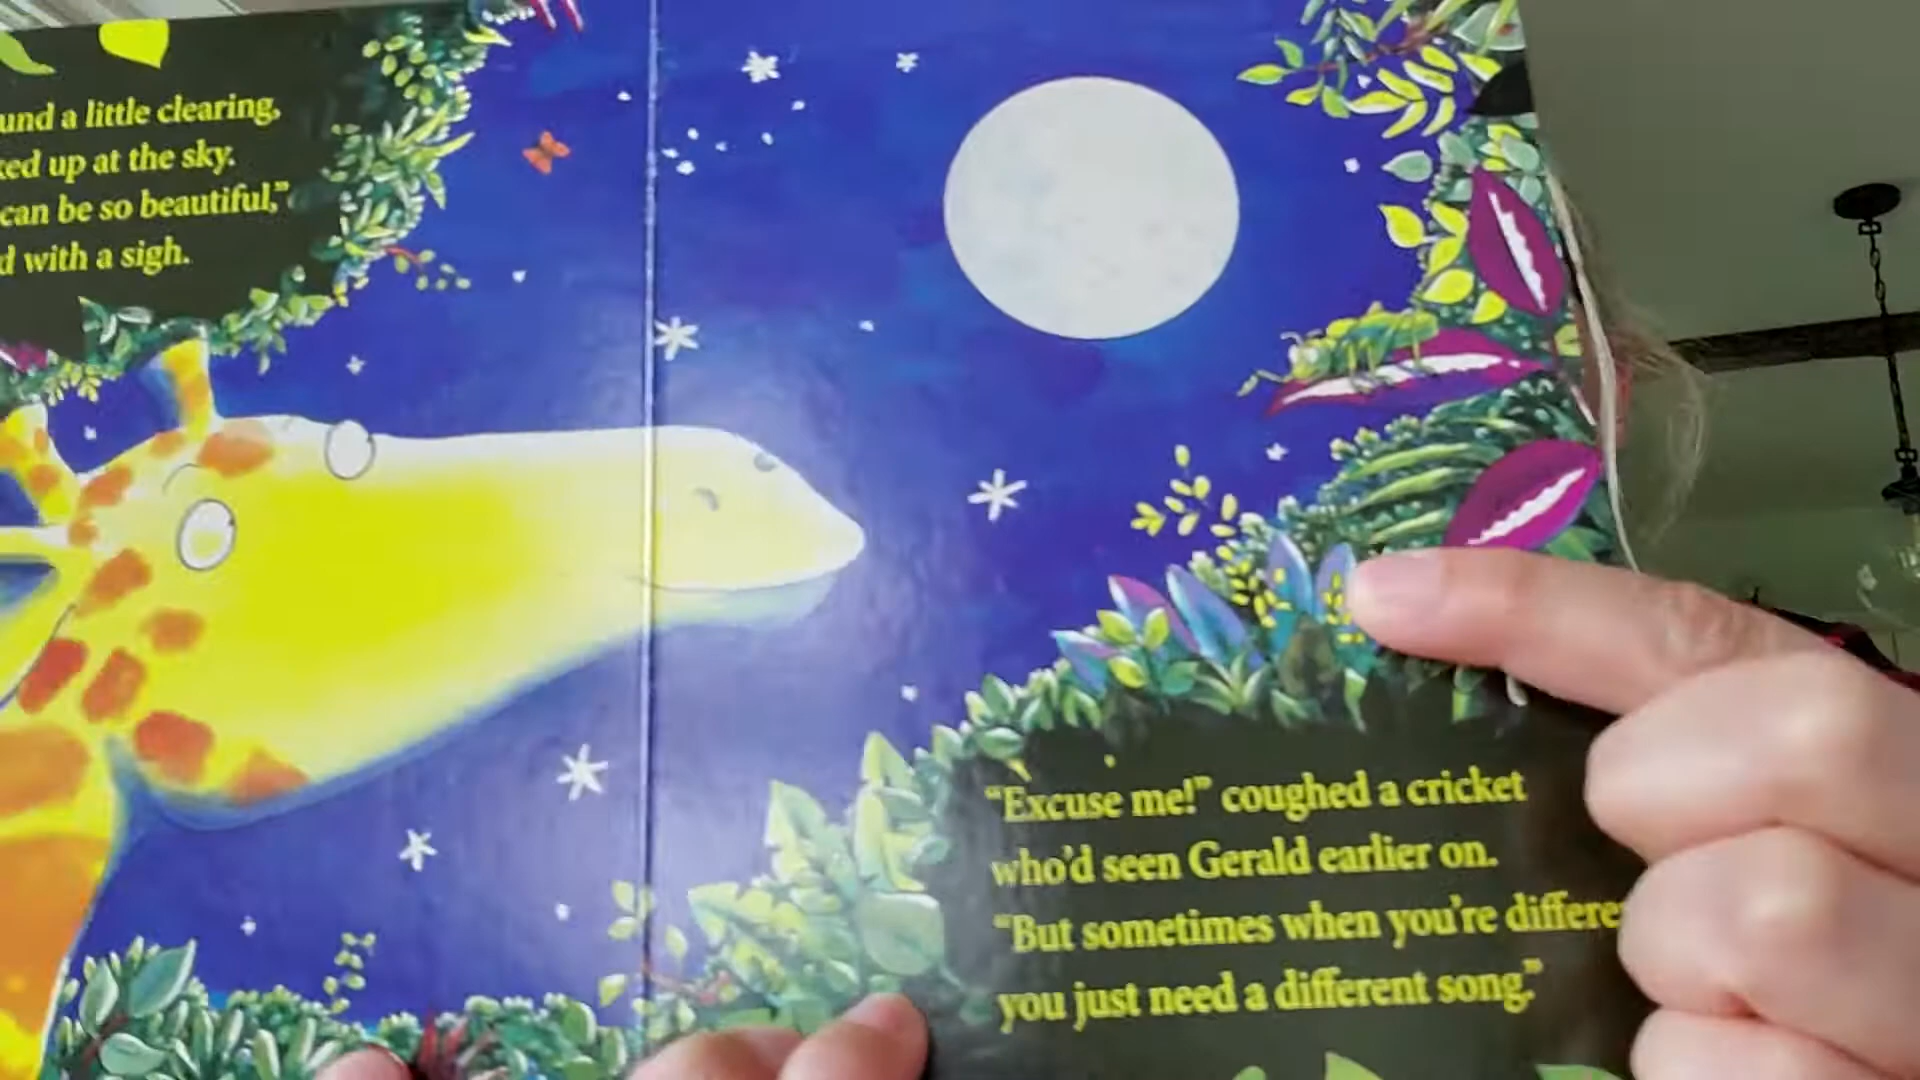 und a little clearing,
ked up at the sky.
can be so beautiful,"
d with a sigh.
"Excuse me!" coughed a cricket
who'd seen Gerald earlier on.
"But sometimes when you're differe
you just need a different song."